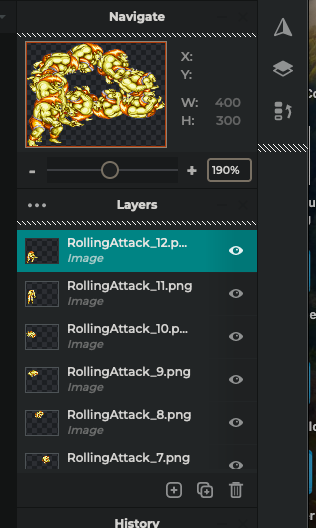 Navigate
X:
Y:
W: 400
H: 300
- + 190%
Layers
RollingAttack_12.p...
Image
RollingAttack_11.png
Image
RollingAttack_10.p...
Image
RollingAttack_9.png
Image
RollingAttack_8.png
Image
RollingAttack_7.png
History